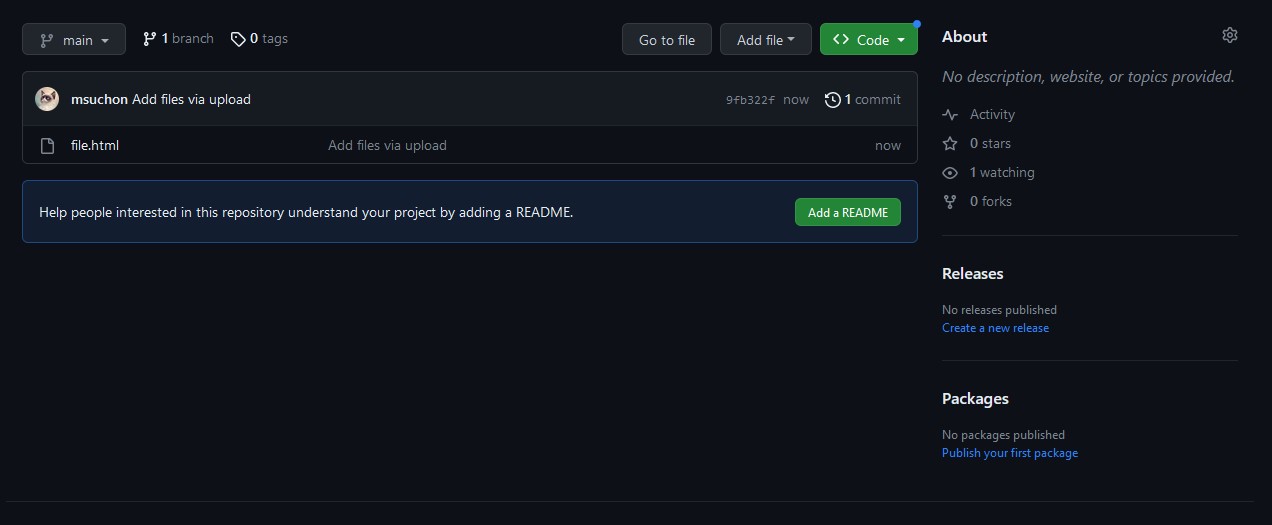 main 1 branch 0 tags Go to file Add file Code
msuchon Add files via upload 9fb322f now 1 commit
file.html Add files via upload now
Help people interested in this repository understand your project by adding a README. Add a README
About
No description, website, or topics provided.
Activity
0 stars
1 watching
0 forks
Releases
No releases published
Create a new release
Packages
No packages published
Publish your first package